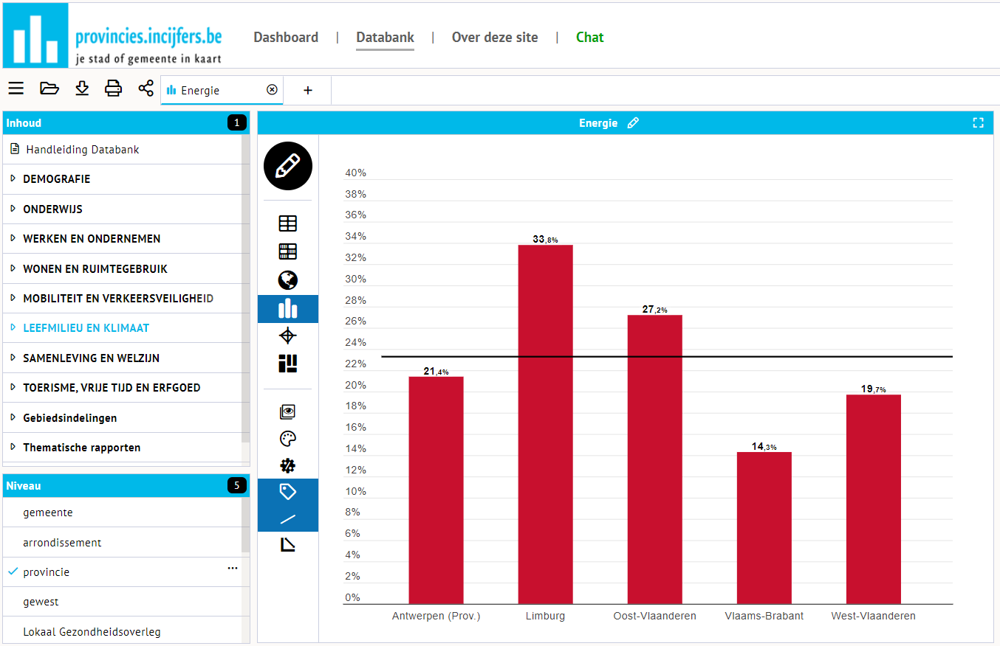 provincies.incijfers.be
je stad of gemeente in kaart
Dashboard | Databank | Over deze site | Chat
Energie
+
Inhoud 1
Handleiding Databank
DEMOGRAFIE
ONDERWIJS
WERKEN EN ONDERNEMEN
WONEN EN RUIMTEGEBRUIK
MOBILITEIT EN VERKEERSVEILIGHEID
LEEFMILIEU EN KLIMAAT
SAMENLEVING EN WELZIJN
TOERISME, VRIJE TIJD EN ERFGOED
Gebiedsindelingen
Thematische rapporten
Niveau 5
gemeente
arrondissement
provincie ...
gewest
Lokaal Gezondheidsoverleg
Energie
40%
38%
36%
34%
32%
30%
28%
26%
24%
22%
20%
18%
16%
14%
12%
10%
8%
6%
4%
2%
0%
21,4%
33,8%
27,2%
14,3%
19,7%
Antwerpen (Prov.)
Limburg
Oost-Vlaanderen
Vlaams-Brabant
West-Vlaanderen